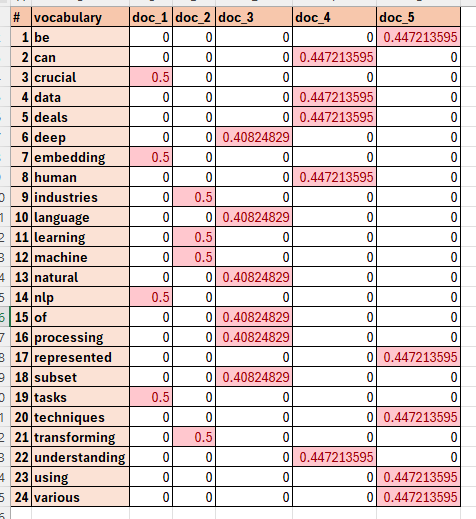 # vocabulary doc_1 doc_2 doc_3 doc_4 doc_5
1 be 0 0 0 0 0.447213595
2 can 0 0 0 0.447213595 0
3 crucial 0.5 0 0 0 0
4 data 0 0 0 0.447213595 0
5 deals 0 0 0 0.447213595 0
6 deep 0 0 0.40824829 0 0
7 embedding 0.5 0 0 0 0
8 human 0 0 0 0.447213595 0
9 industries 0 0.5 0 0 0
10 language 0 0 0.40824829 0 0
11 learning 0 0.5 0 0 0
12 machine 0 0.5 0 0 0
13 natural 0 0 0.40824829 0 0
14 nlp 0.5 0 0 0 0
15 of 0 0 0.40824829 0 0
16 processing 0 0 0.40824829 0 0
17 represented 0 0 0 0 0.447213595
18 subset 0 0 0.40824829 0 0
19 tasks 0.5 0 0 0 0
20 techniques 0 0 0 0 0.447213595
21 transforming 0 0.5 0 0 0
22 understanding 0 0 0 0.447213595 0
23 using 0 0 0 0 0.447213595
24 various 0 0 0 0 0.447213595